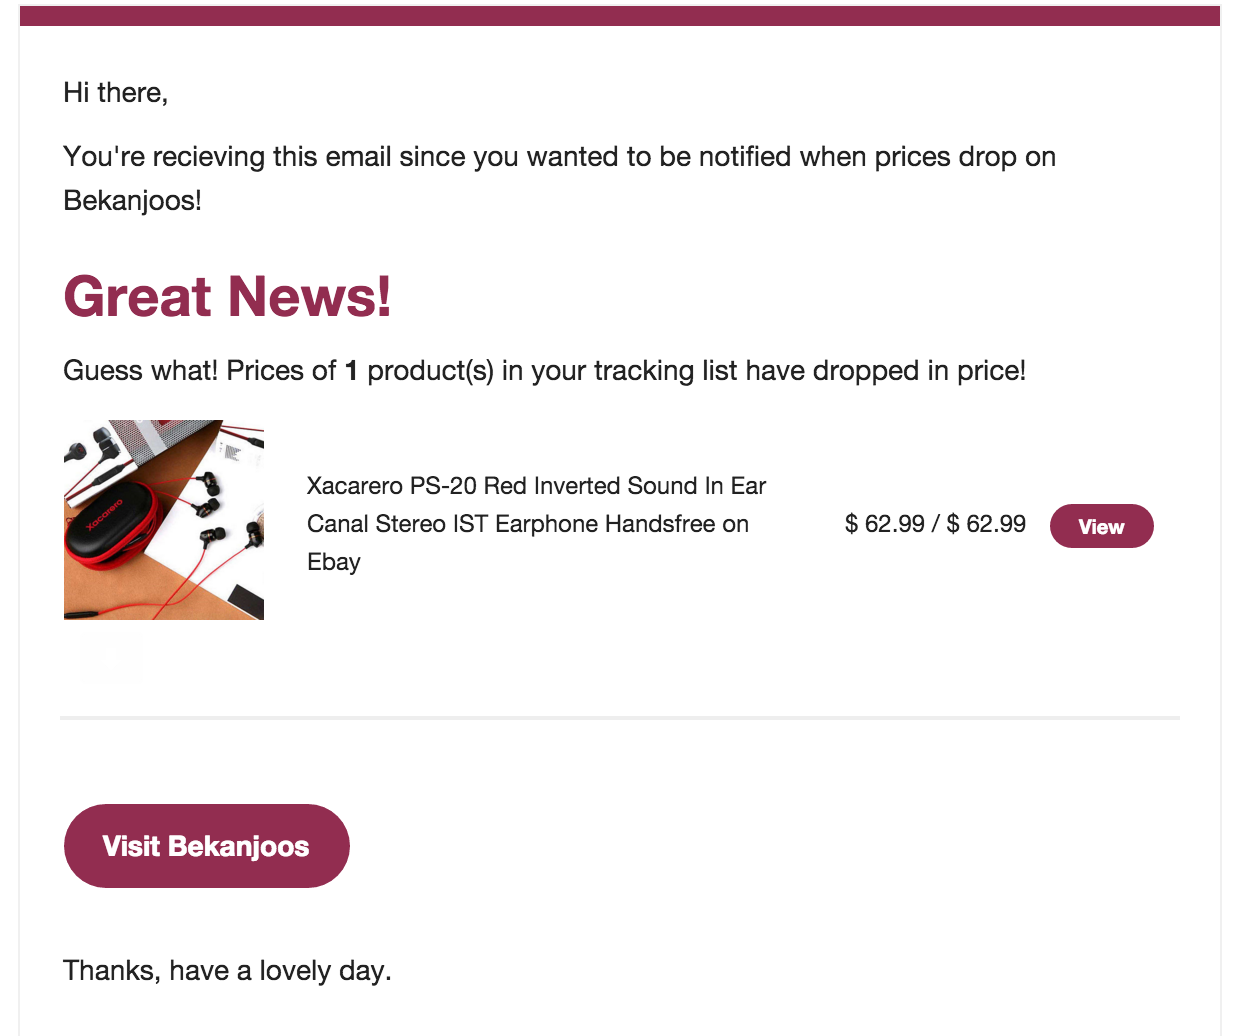 Hi there,
You're recieving this email since you wanted to be notified when prices drop on
Bekanjoos!
Great News!
Guess what! Prices of 1 product(s) in your tracking list have dropped in price!
Xacarero
Xacarero PS-20 Red Inverted Sound In Ear
Canal Stereo IST Earphone Handsfree on
Ebay
$ 62.99 / $ 62.99
View
Visit Bekanjoos
Thanks, have a lovely day.